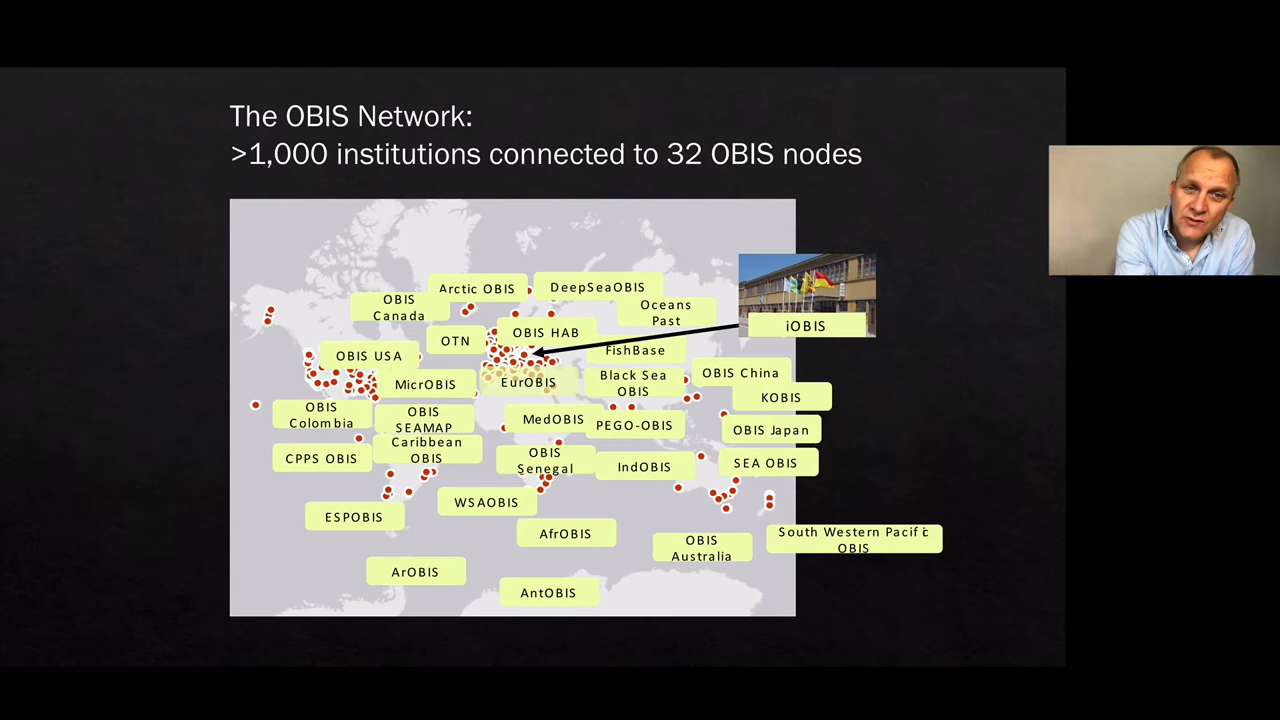 The OBIS Network:
>1,000 institutions connected to 32 OBIS nodes
Arctic OBIS
DeepSeaOBIS
OBIS
Canada
Oceans
Past
iOBIS
OTN
OBIS HAB
FishBase
OBIS USA
MicrOBIS
EurOBIS
Black Sea
OBIS
OBIS China
KOBIS
OBIS
Colombia
OBIS
SEAMAP
MedOBIS
PEGO-OBIS
OBIS Japan
CPPS OBIS
Caribbean
OBIS
OBIS
Senegal
IndOBIS
SEA OBIS
ESPOBIS
WSAOBIS
AfrOBIS
OBIS
Australia
South Western Pacific
OBIS
ArOBIS
AntOBIS